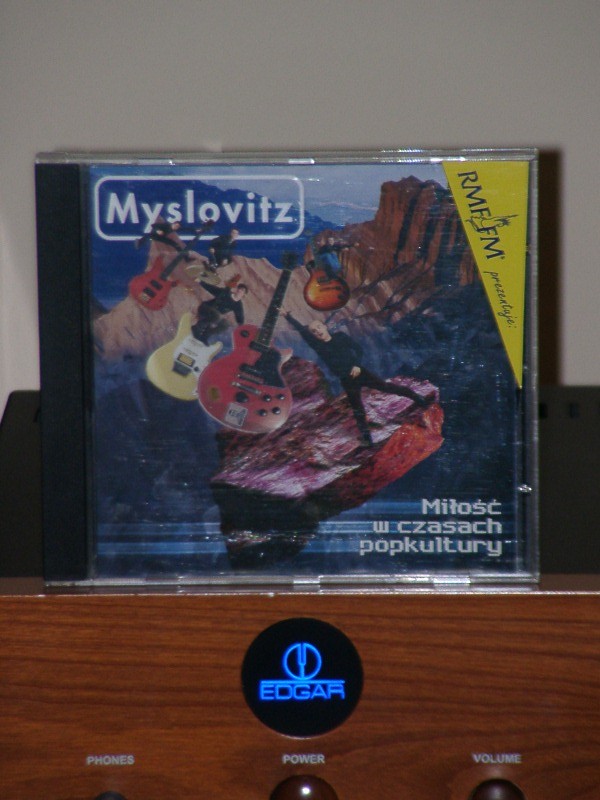 Myslovitz
RMF FM
prezentuje:
Miłość
w czasach
popkultury
EDGAR
PHONES
POWER
VOLUME